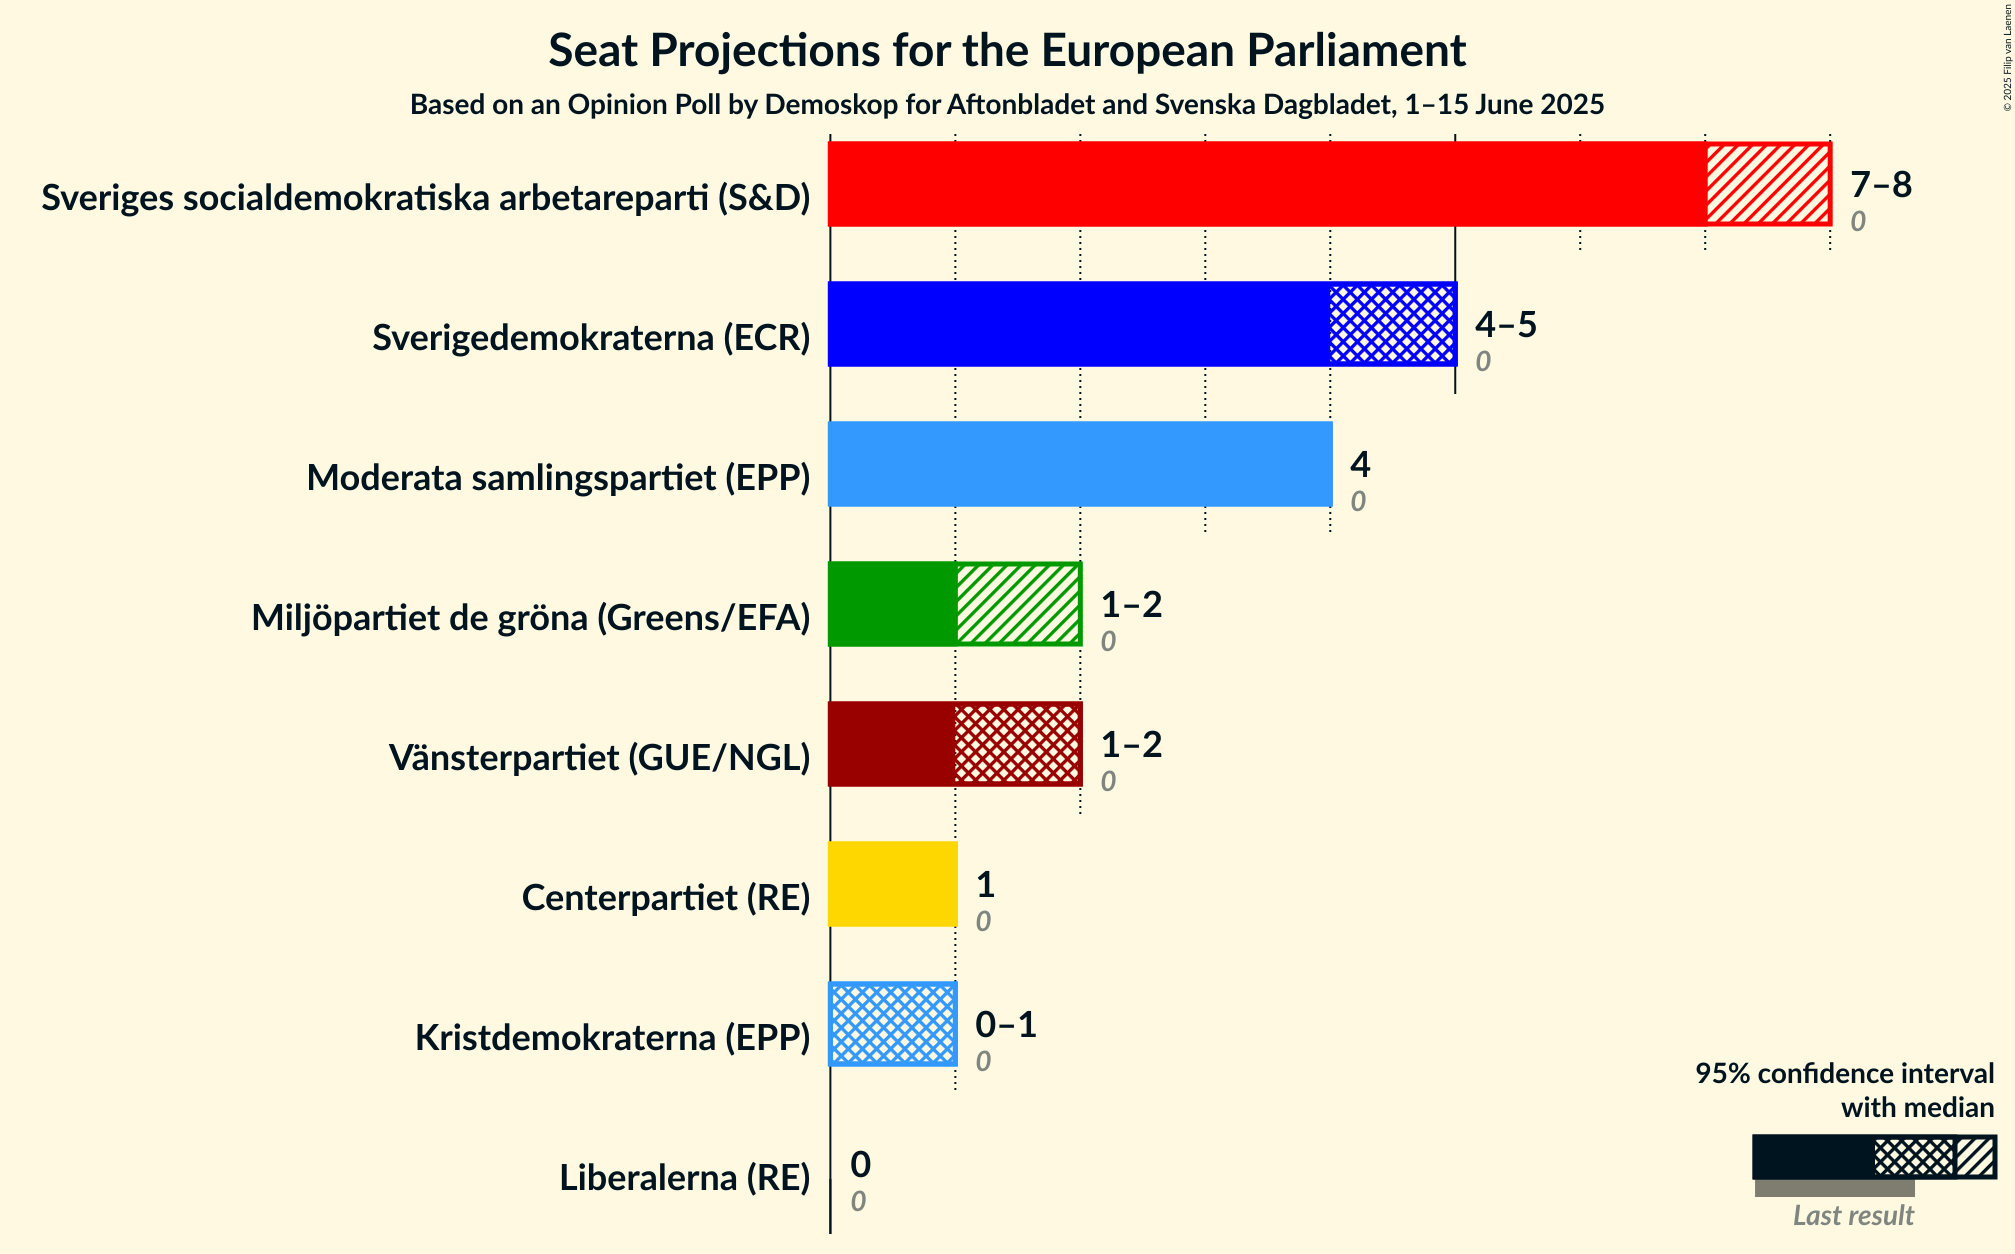 Seat Projections for the European Parliament
Based on an Opinion Poll by Demoskop for Aftonbladet and Svenska Dagbladet, 1–15 June 2025
© 2025 Filip van Laenen
Sveriges socialdemokratiska arbetareparti (S&D)
7–8
0
Sverigedemokraterna (ECR)
4–5
0
Moderata samlingspartiet (EPP)
4
0
Miljöpartiet de gröna (Greens/EFA)
1–2
0
Vänsterpartiet (GUE/NGL)
1–2
0
Centerpartiet (RE)
1
0
Kristdemokraterna (EPP)
0–1
0
Liberalerna (RE)
0
0
95% confidence interval
with median
Last result